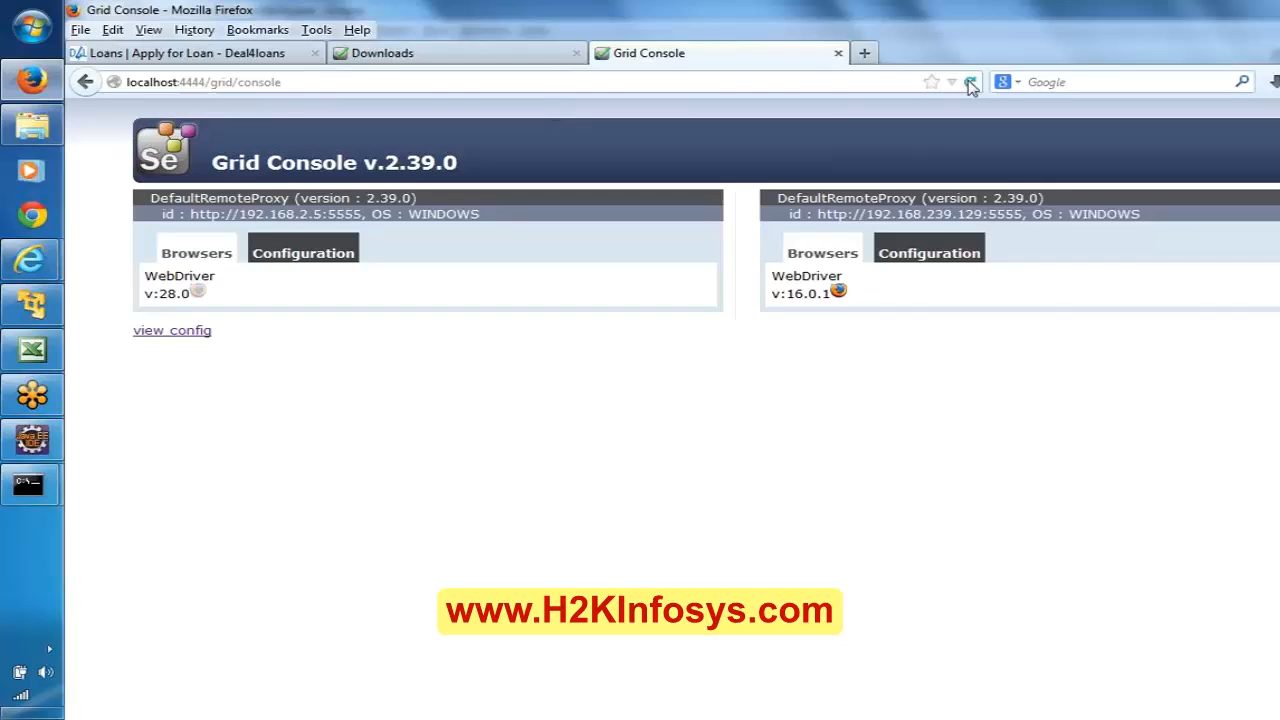 Grid Console - Mozilla Firefox
File Edit View History Bookmarks Tools Help
Loans | Apply for Loan - Deal4loans
Downloads
Grid Console
localhost:4444/grid/console
Google
Se
Grid Console v.2.39.0
DefaultRemoteProxy (version : 2.39.0)
id : http://192.168.2.5:5555, OS : WINDOWS
Browsers Configuration
WebDriver
v:28.0
DefaultRemoteProxy (version : 2.39.0)
id : http://192.168.239.129:5555, OS : WINDOWS
Browsers Configuration
WebDriver
v:16.0.1
view config
www.H2KInfosys.com